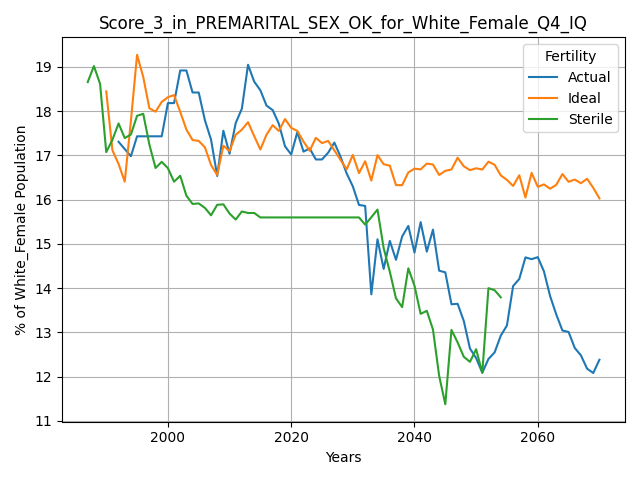 Score_3_in_PREMARITAL_SEX_OK_for_White_Female_Q4_IQ
Fertility
Actual
Ideal
Sterile
% of White_Female Population
19
18
17
16
15
14
13
12
11
2000
2020
2040
2060
Years